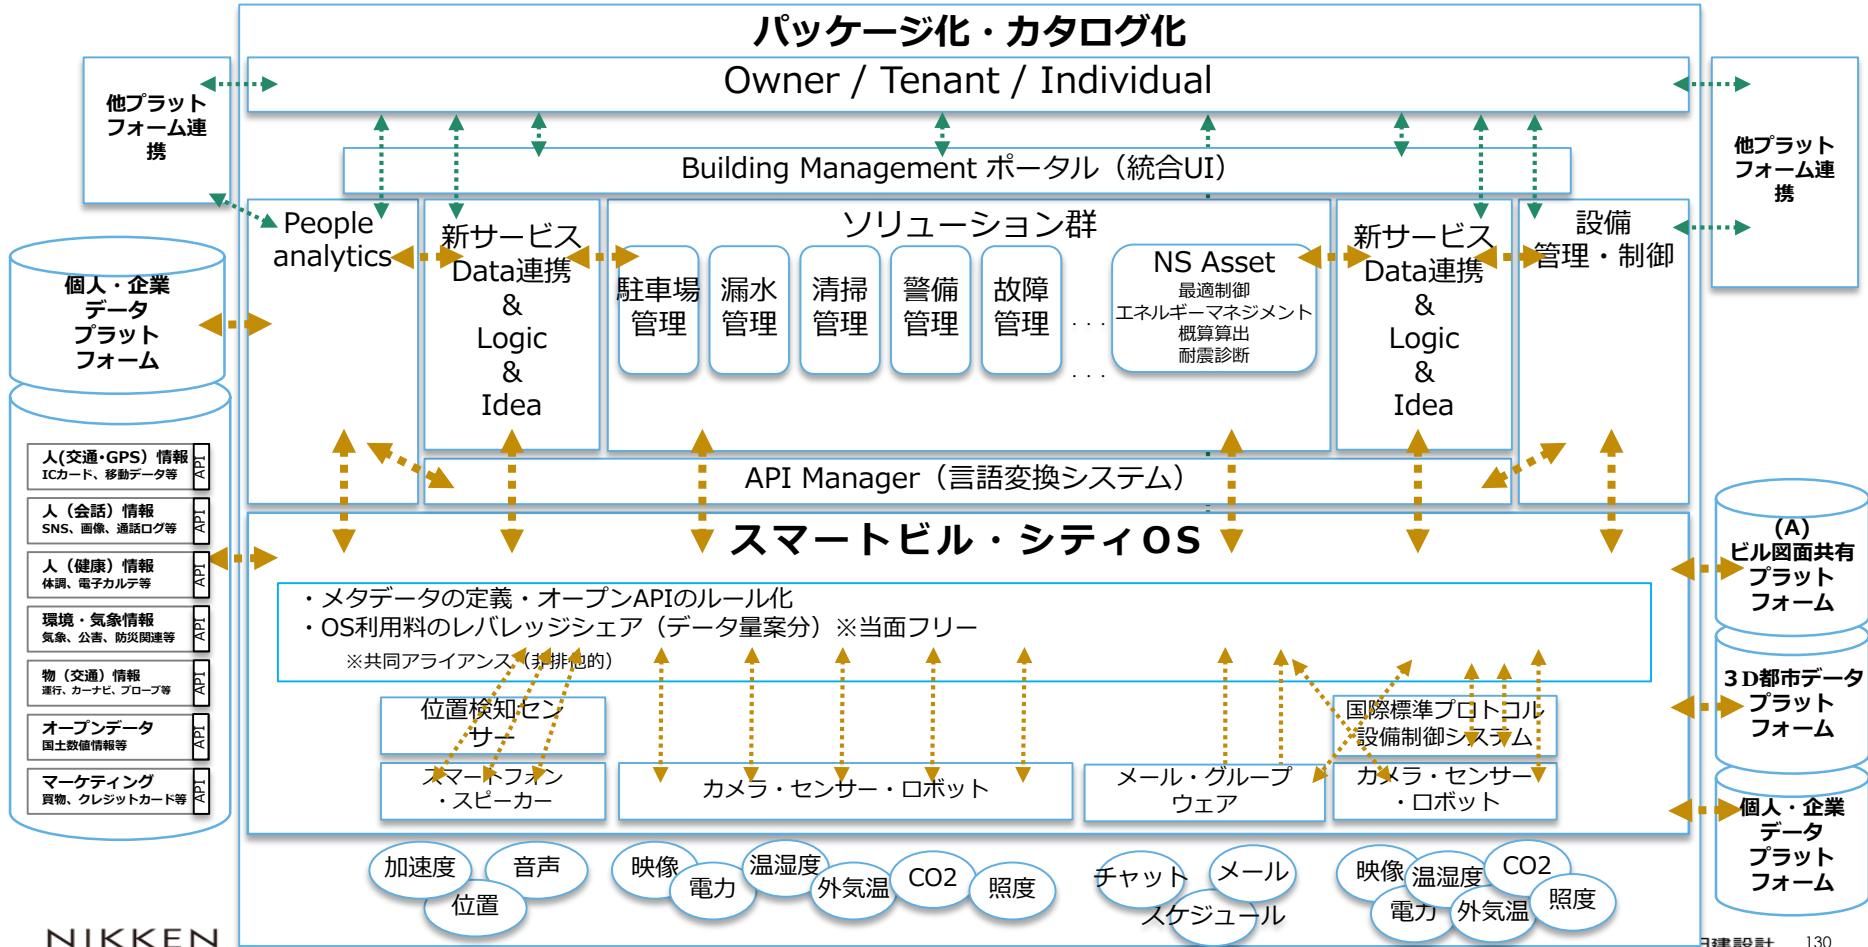 パッケージ化・カタログ化
Owner / Tenant / Individual
他プラット
フォーム連
携
他プラット
フォーム連
携
Building Management ポータル（統合UI）
People
analytics
新サービス
Data連携
&
Logic
&
Idea
ソリューション群
駐車場
管理
漏水
管理
清掃
管理
警備
管理
故障
管理
. . .
. . .
NS Asset
最適制御
エネルギーマネジメント
概算算出
耐震診断
新サービス
Data連携
&
Logic
&
Idea
設備
管理・制御
個人・企業
データ
プラット
フォーム
人(交通・GPS）情報
ICカード、移動データ等
API
人（会話）情報
SNS、画像、通話ログ等
API
人（健康）情報
体調、電子カルテ等
API
環境・気象情報
気象、公害、防災関連等
API
物（交通）情報
運行、カーナビ、プローブ等
API
オープンデータ
国土数値情報等
API
マーケティング
買物、クレジットカード等
API
API Manager（言語変換システム）
スマートビル・シティOS
・メタデータの定義・オープンAPIのルール化
・OS利用料のレバレッジシェア（データ量案分）※当面フリー
※共同アライアンス（非排他的）
位置検知セン
サー
スマートフォン
・スピーカー
カメラ・センサー・ロボット
メール・グループ
ウェア
国際標準プロトコル
設備制御システム
カメラ・センサー
・ロボット
(A)
ビル図面共有
プラット
フォーム
３D都市データ
プラット
フォーム
個人・企業
データ
プラット
フォーム
加速度
音声
位置
映像
電力
温湿度
外気温
CO2
照度
チャット
メール
スケジュール
映像
電力
温湿度
外気温
CO2
照度
NIKKEN
日建設計
130